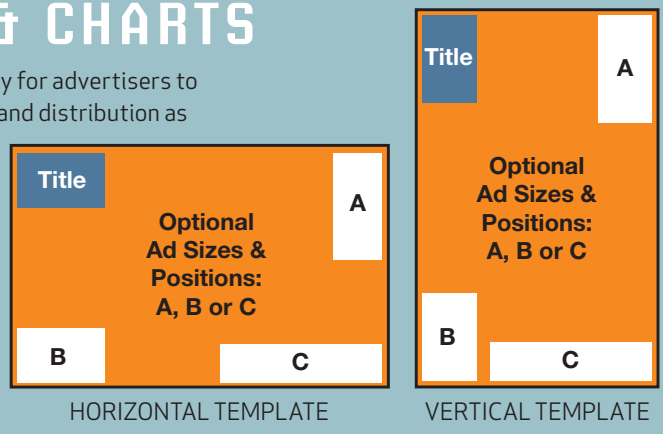 & CHARTS
y for advertisers to
and distribution as
Title
A
Optional
Ad Sizes &
Positions:
A, B or C
B
C
HORIZONTAL TEMPLATE
Title
A
Optional
Ad Sizes &
Positions:
A, B or C
B
C
VERTICAL TEMPLATE